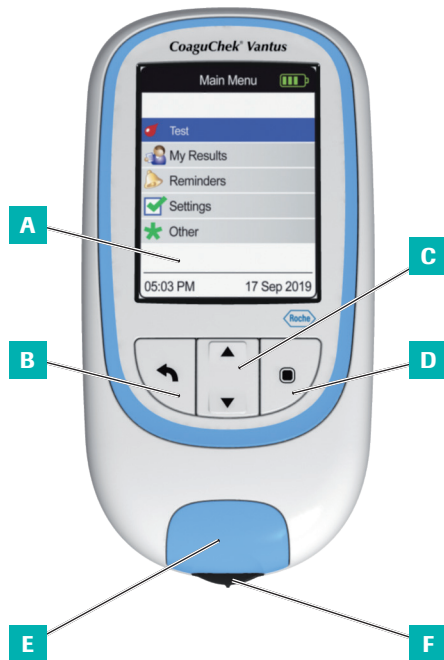 CoaguChek® Vantus
Main Menu
Test
My Results
Reminders
Settings
Other
05:03 PM 17 Sep 2019
Roche
A
B
C
D
E
F